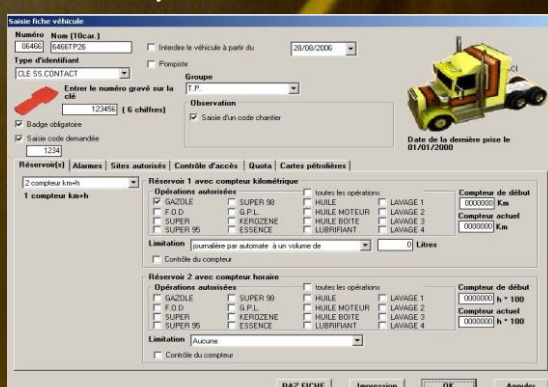 Saisie fiche véhicule
Numéro Nom (10car.)
06466 6466TP26
Interdire le véhicule à partir du 28/08/2006
Type d'identifiant
Pompiste
CLE SS.CONTACT
Groupe
T.P.
Entrer le numéro gravé sur la
clé
123456 ( 6 chiffres)
Observation
Saisie d'un code chantier
Badge obligatoire
Saisie code demandée
1234
Date de la dernière prise le
01/01/2000
Réservoir(s) Alarmes Sites autorisés Contrôle d'accès Quota Cartes pétrolières
2 compteur km+h
1 compteur km+h
Réservoir 1 avec compteur kilométrique
Opérations autorisées toutes les opérations
GAZOLE SUPER 98 HUILE LAVAGE 1
F.O.D G.P.L. HUILE MOTEUR LAVAGE 2
SUPER KEROZENE HUILE BOITE LAVAGE 3
SUPER 95 ESSENCE LUBRIFIANT LAVAGE 4
Compteur de début
0000000 Km
Compteur actuel
0000000 Km
Limitation journalière par automate à un volume de 0 Litres
Contrôle du compteur
Réservoir 2 avec compteur horaire
Opérations autorisées toutes les opérations
GAZOLE SUPER 98 HUILE LAVAGE 1
F.O.D G.P.L. HUILE MOTEUR LAVAGE 2
SUPER KEROZENE HUILE BOITE LAVAGE 3
SUPER 95 ESSENCE LUBRIFIANT LAVAGE 4
Compteur de début
0000000 h * 100
Compteur actuel
0000000 h * 100
Limitation Aucune
Contrôle du compteur
RAZ FICHE Impression OK Annuler